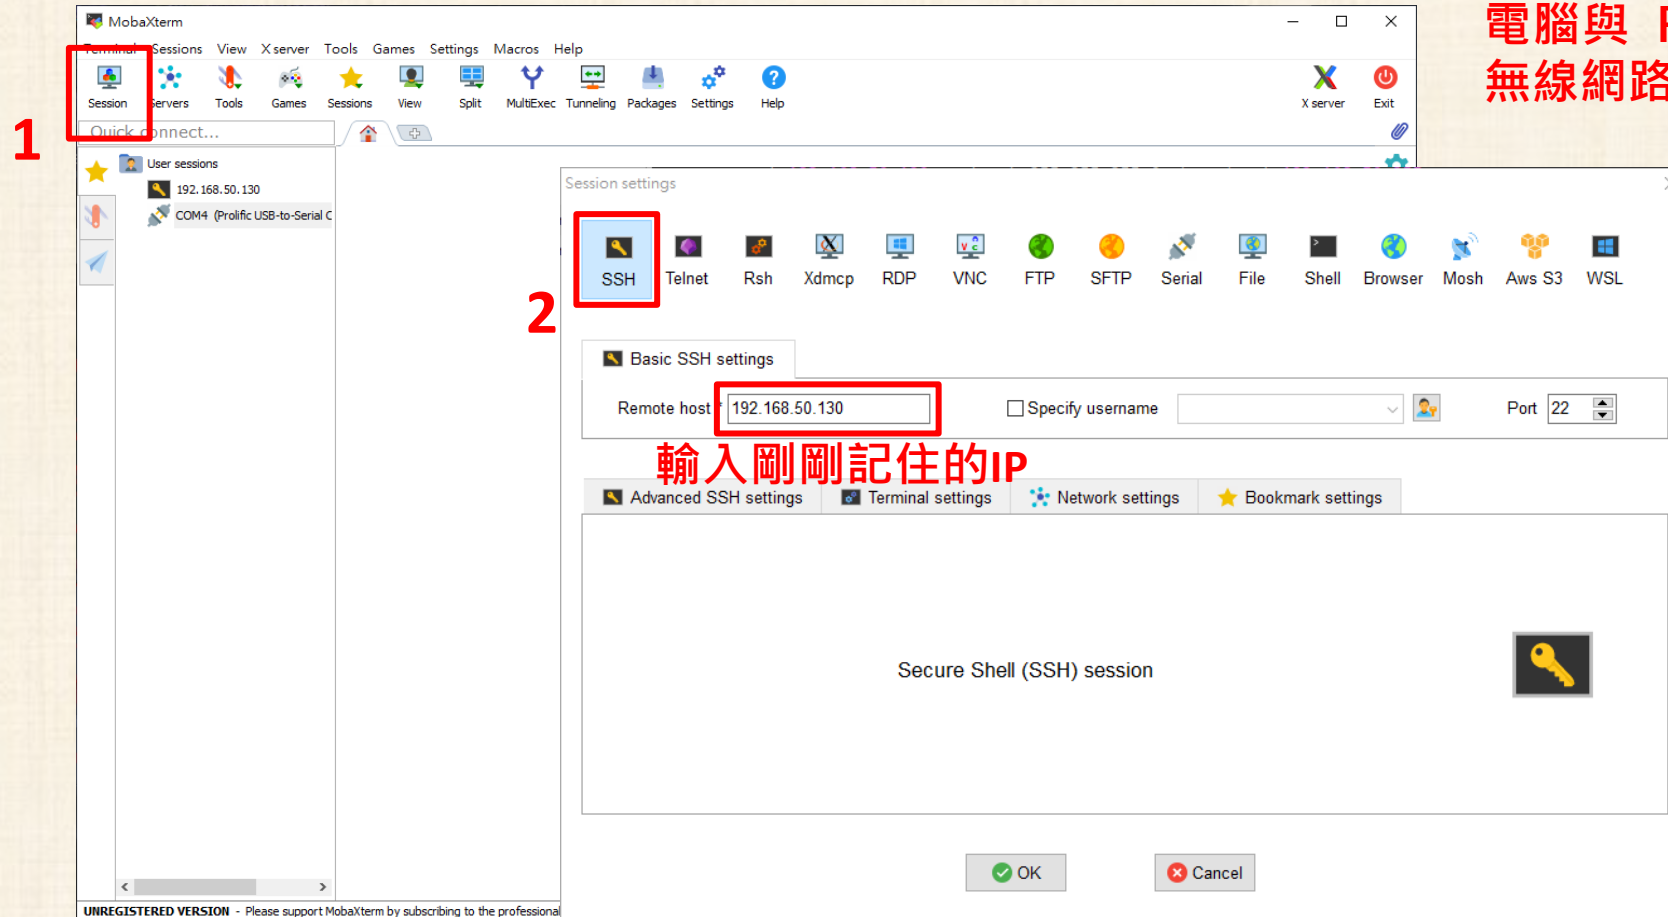 MobaXterm
電腦與
無線網路
Terminal Sessions View X server Tools Games Settings Macros Help
Session Servers Tools Games Sessions View Split MultiExec Tunneling Packages Settings Help X server Exit
1
Quick connect...
User sessions
192.168.50.130
COM4 (Prolific USB-to-Serial C
Session settings
SSH Telnet Rsh Xdmcp RDP VNC FTP SFTP Serial File Shell Browser Mosh Aws S3 WSL
2
Basic SSH settings
Remote host * 192.168.50.130 Specify username Port 22
輸入剛剛記住的IP
Advanced SSH settings Terminal settings Network settings Bookmark settings
Secure Shell (SSH) session
OK Cancel
UNREGISTERED VERSION - Please support MobaXterm by subscribing to the professional